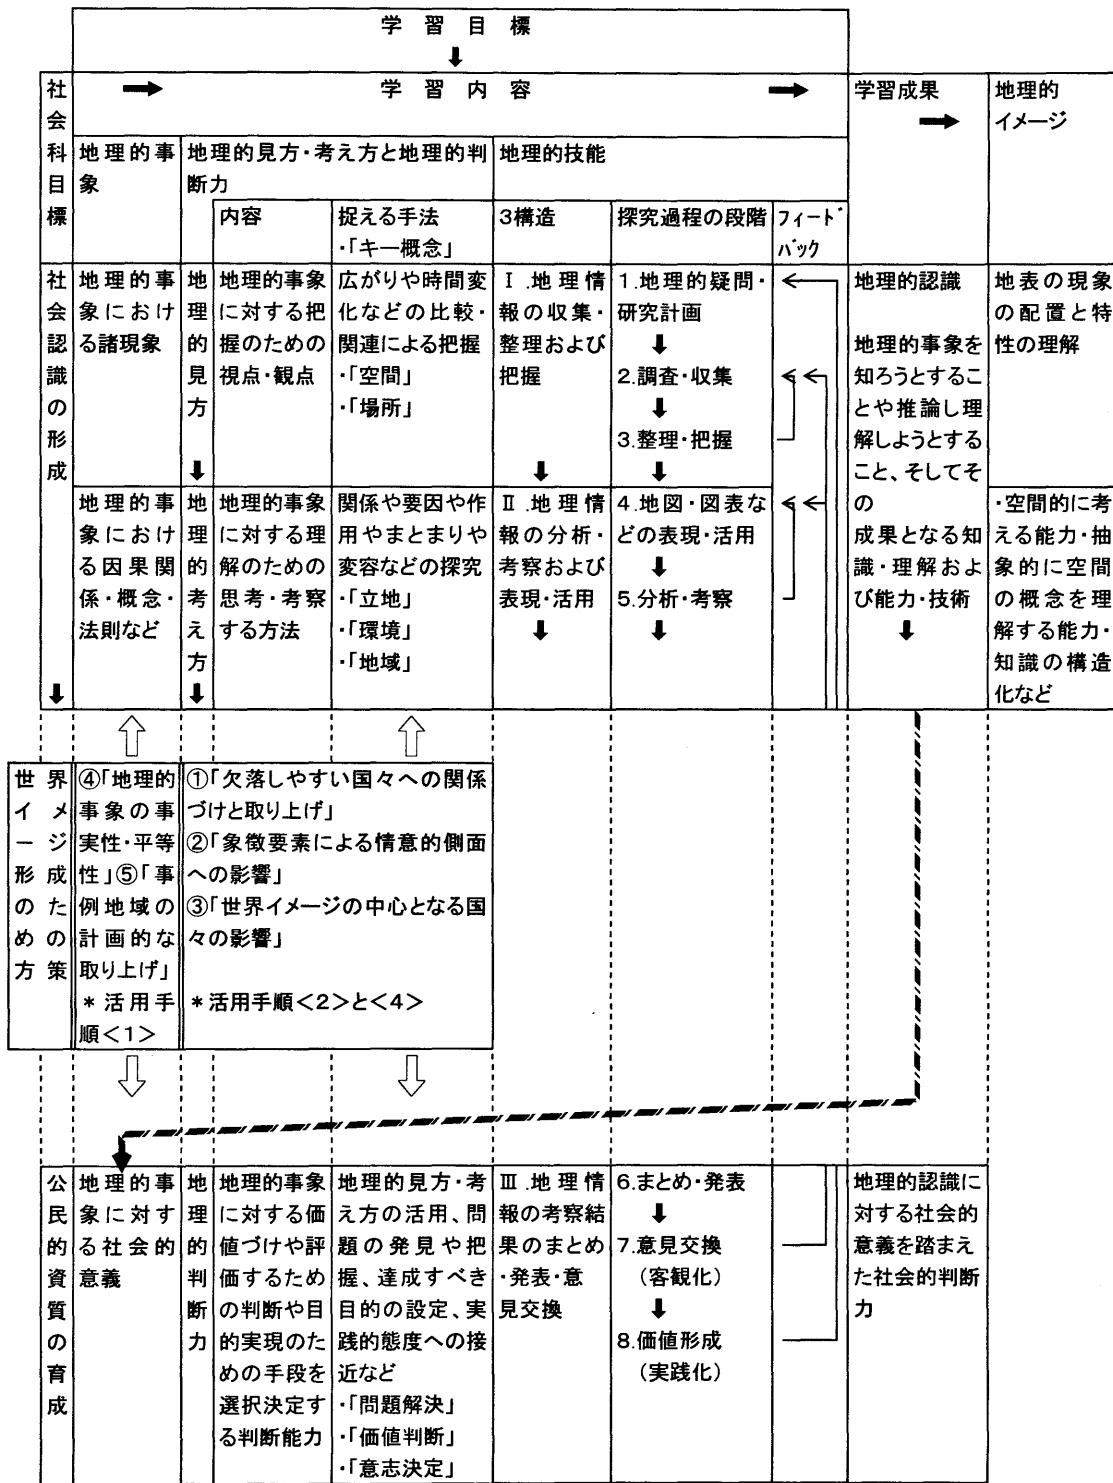 学習目標
社会科目標
学習内容
学習成果
地理的
イメージ
地理的事
象
地理的見方・考え方と地理的判
断力
地理的技能
内容
捉える手法
・「キー概念」
3構造
探究過程の段階
フィード
バック
社会認識の形成
地理的事
象におけ
る諸現象
地理的見方
地理的事象
に対する把
握のための
視点・観点
広がりや時間変
化などの比較・
関連による把握
・「空間」
・「場所」
Ⅰ.地理情
報の収集・
整理および
把握
1.地理的疑問・
研究計画
2.調査・収集
3.整理・把握
地理的認識
地理的事象を
知ろうとするこ
とや推論し理
解しようとする
こと、そしてそ
の
成果となる知
識・理解およ
び能力・技術
地表の現象
の配置と特
性の理解
地理的事
象におけ
る因果関
係・概念・
法則など
地理的考え方
地理的事象
に対する理
解のための
思考・考察
する方法
関係や要因や作
用やまとまりや
変容などの探究
・「立地」
・「環境」
・「地域」
Ⅱ.地理情
報の分析・
考察および
表現・活用
4.地図・図表な
どの表現・活用
5.分析・考察
・空間的に考
える能力・抽
象的に空間
の概念を理
解する能力・
知識の構造
化など
世界
イメ
ージ
形成
のた
めの
方策
④「地理的
事象の事
実性・平等
性」⑤「事
例地域の
計画的な
取り上げ」
＊活用手
順<1>
①「欠落しやすい国々への関係
づけと取り上げ」
②「象徴要素による情意的側面
への影響」
③「世界イメージの中心となる国
々の影響」
＊活用手順<2>と<4>
公民的資質の育成
地理的事
象に対す
る社会的
意義
地理的判断力
地理的事象
に対する価
値づけや評
価するため
の判断や目
的実現のた
めの手段を
選択決定す
る判断能力
地理的見方・考
え方の活用、問
題の発見や把
握、達成すべき
目的の設定、実
践的態度への接
近など
・「問題解決」
・「価値判断」
・「意志決定」
Ⅲ.地理情
報の考察結
果のまとめ
・発表・意
見交換
6.まとめ・発表
7.意見交換
（客観化）
8.価値形成
（実践化）
地理的認識に
対する社会的
意義を踏まえ
た社会的判断
力